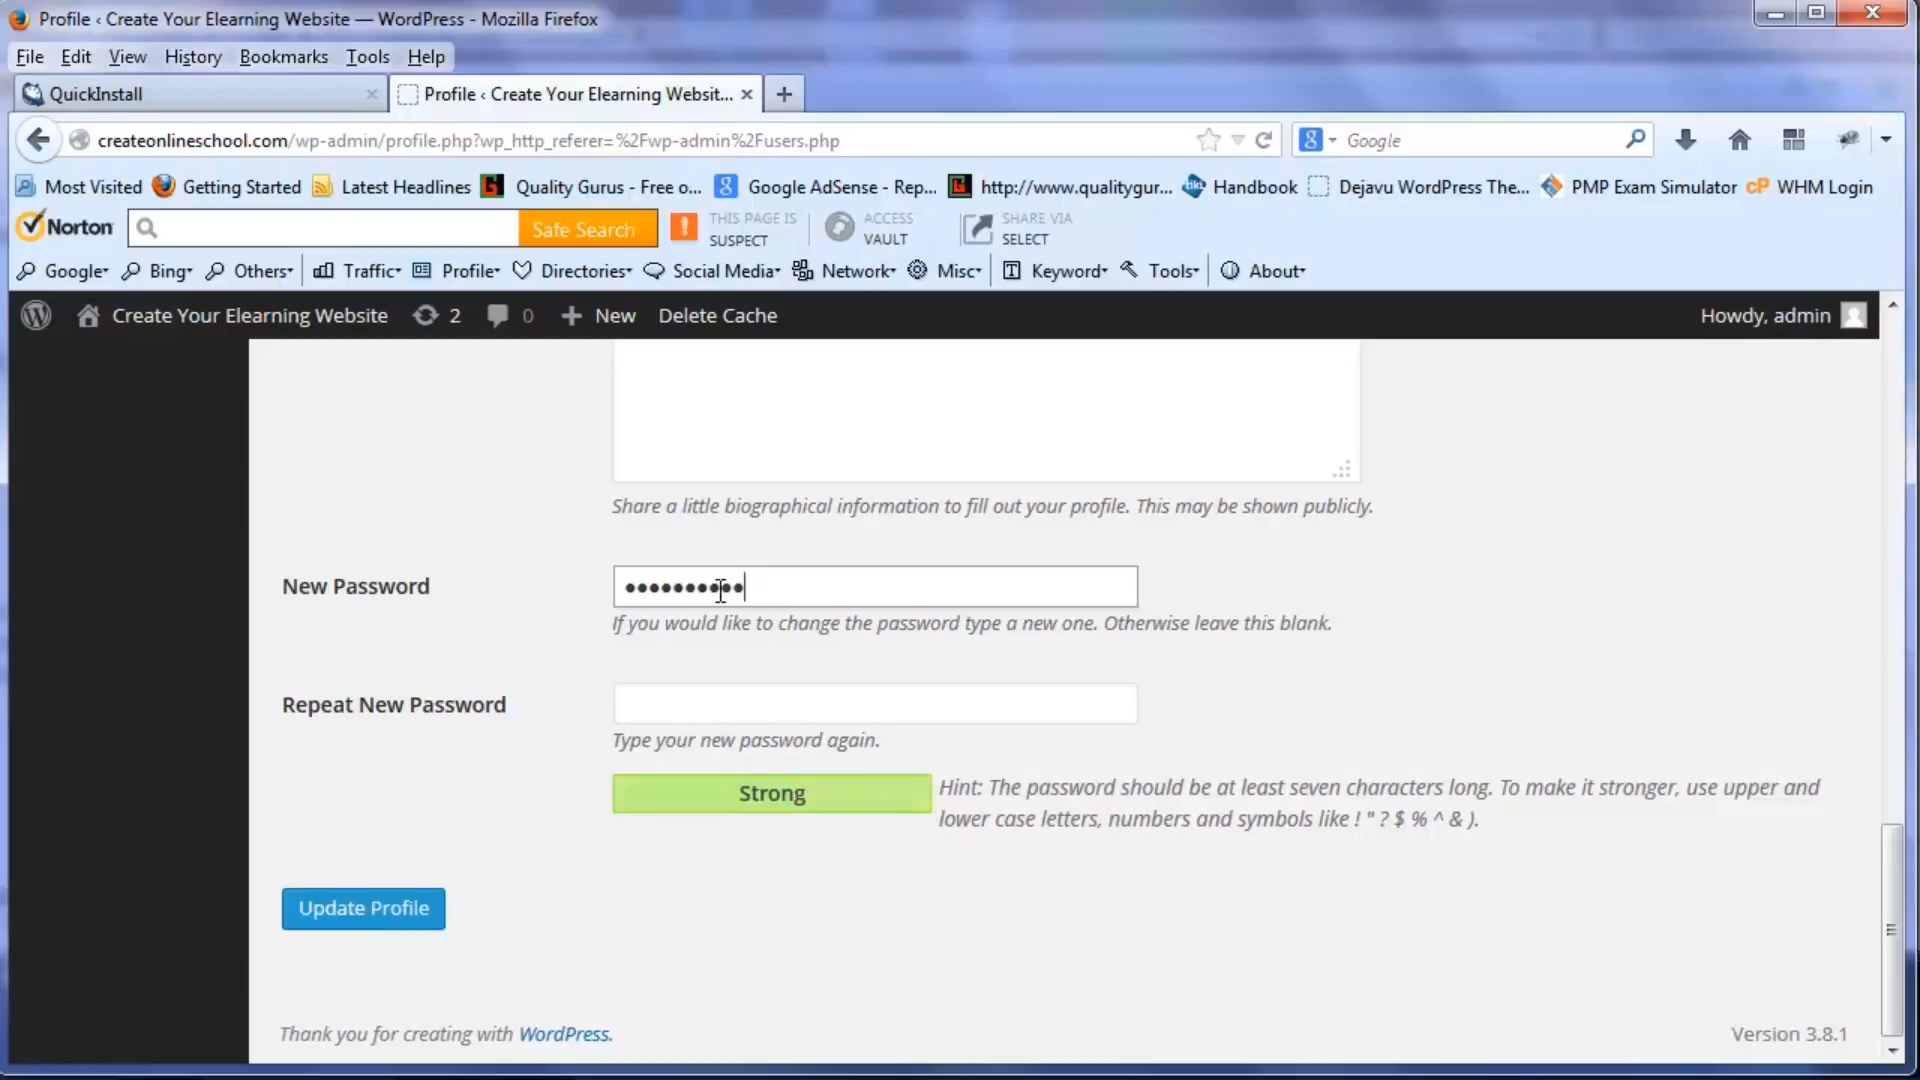 Profile ‹ Create Your Elearning Website — WordPress - Mozilla Firefox
File Edit View History Bookmarks Tools Help
QuickInstall
Profile ‹ Create Your Elearning Websit...
createonlineschool.com/wp-admin/profile.php?wp_http_referer=%2Fwp-admin%2Fusers.php
Google
Most Visited Getting Started Latest Headlines Quality Gurus - Free o... Google AdSense - Rep... http://www.qualitygur... Handbook Dejavu WordPress The... PMP Exam Simulator cP WHM Login
Norton Safe Search THIS PAGE IS ACCESS SHARE VIA
SUSPECT VAULT SELECT
Google Bing Others Traffic Profile Directories Social Media Network Misc Keyword Tools About
Create Your Elearning Website 2 0 New Delete Cache Howdy, admin
Share a little biographical information to fill out your profile. This may be shown publicly.
New Password
If you would like to change the password type a new one. Otherwise leave this blank.
Repeat New Password
Type your new password again.
Strong
Hint: The password should be at least seven characters long. To make it stronger, use upper and
lower case letters, numbers and symbols like ! " ? $ % ^ & ).
Update Profile
Thank you for creating with WordPress.
Version 3.8.1